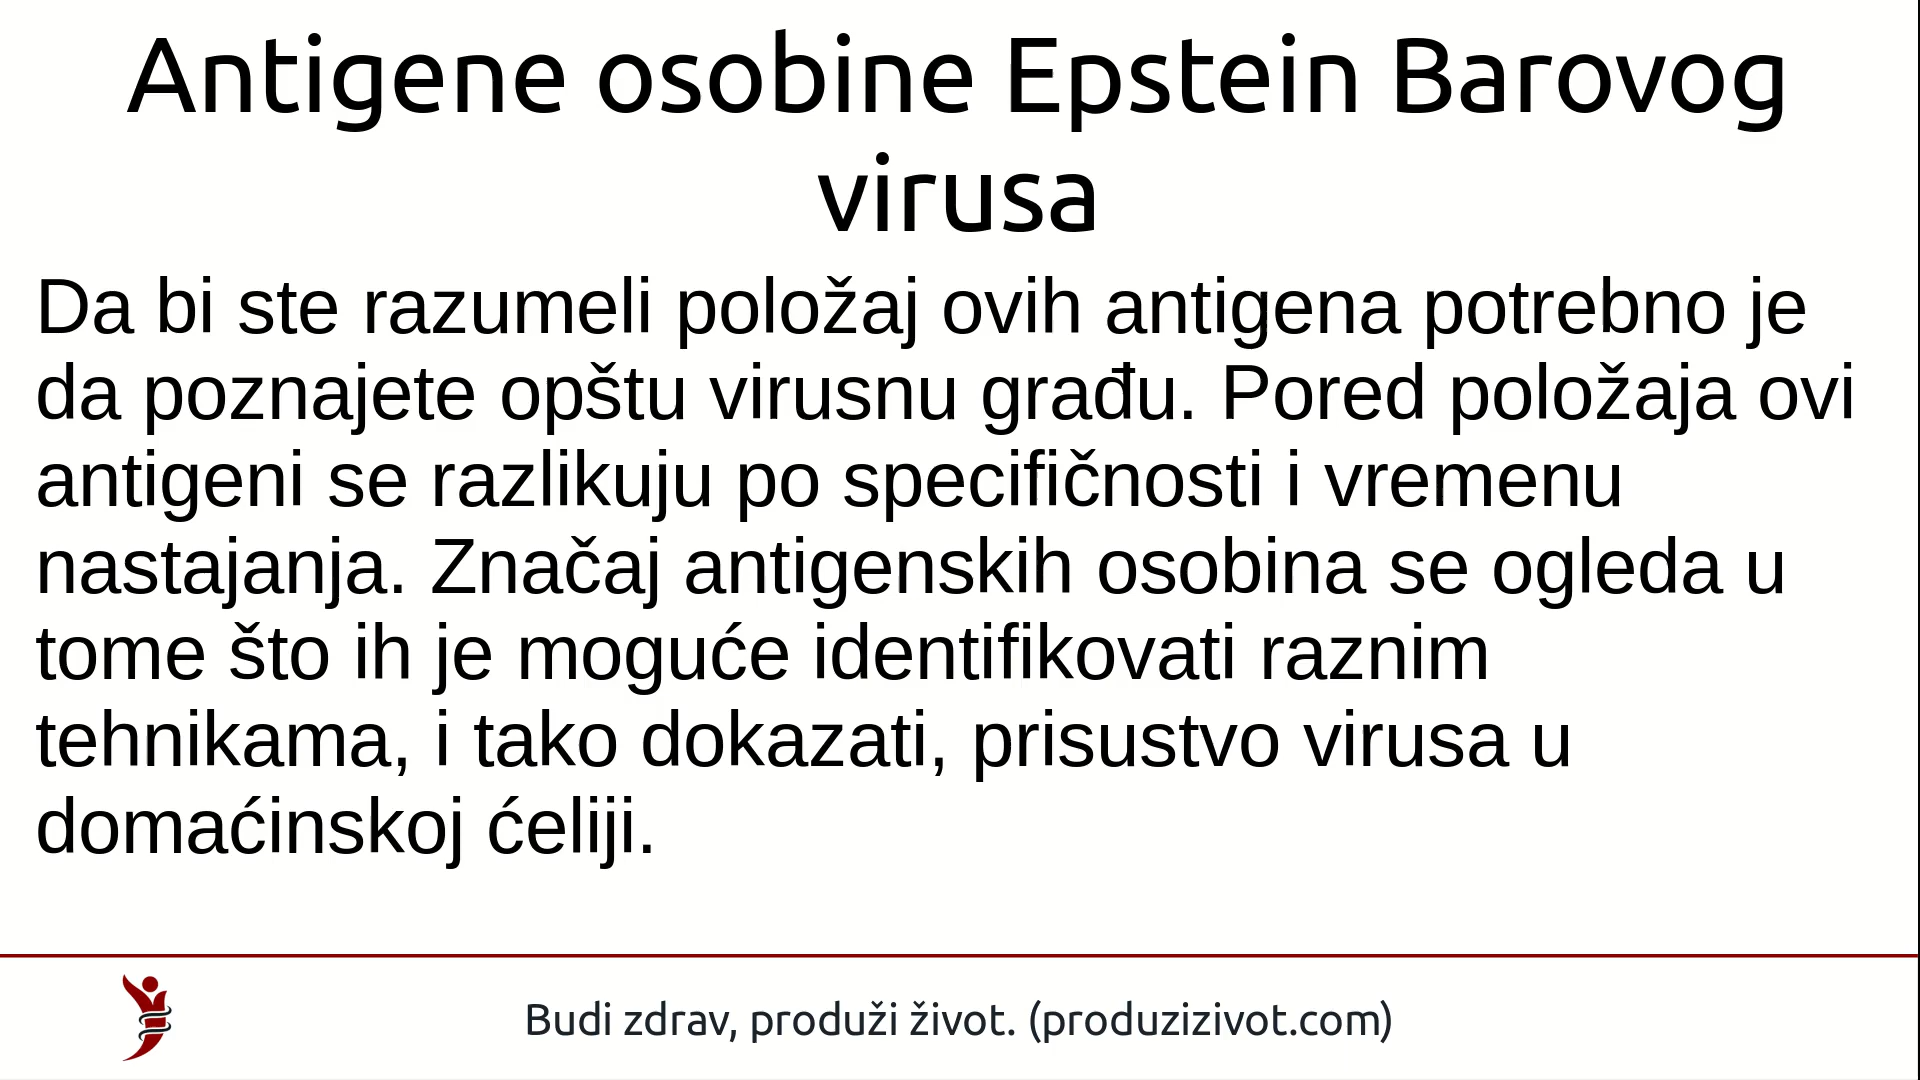 Antigene osobine Epstein Barovog
virusa
Da bi ste razumeli položaj ovih antigena potrebno je
da poznajete opštu virusnu građu. Pored položaja ovi
antigeni se razlikuju po specifičnosti i vremenu
nastajanja. Značaj antigenskih osobina se ogleda u
tome što ih je moguće identifikovati raznim
tehnikama, i tako dokazati, prisustvo virusa u
domaćinskoj ćeliji.
Budi zdrav, produži život. (produzizivot.com)